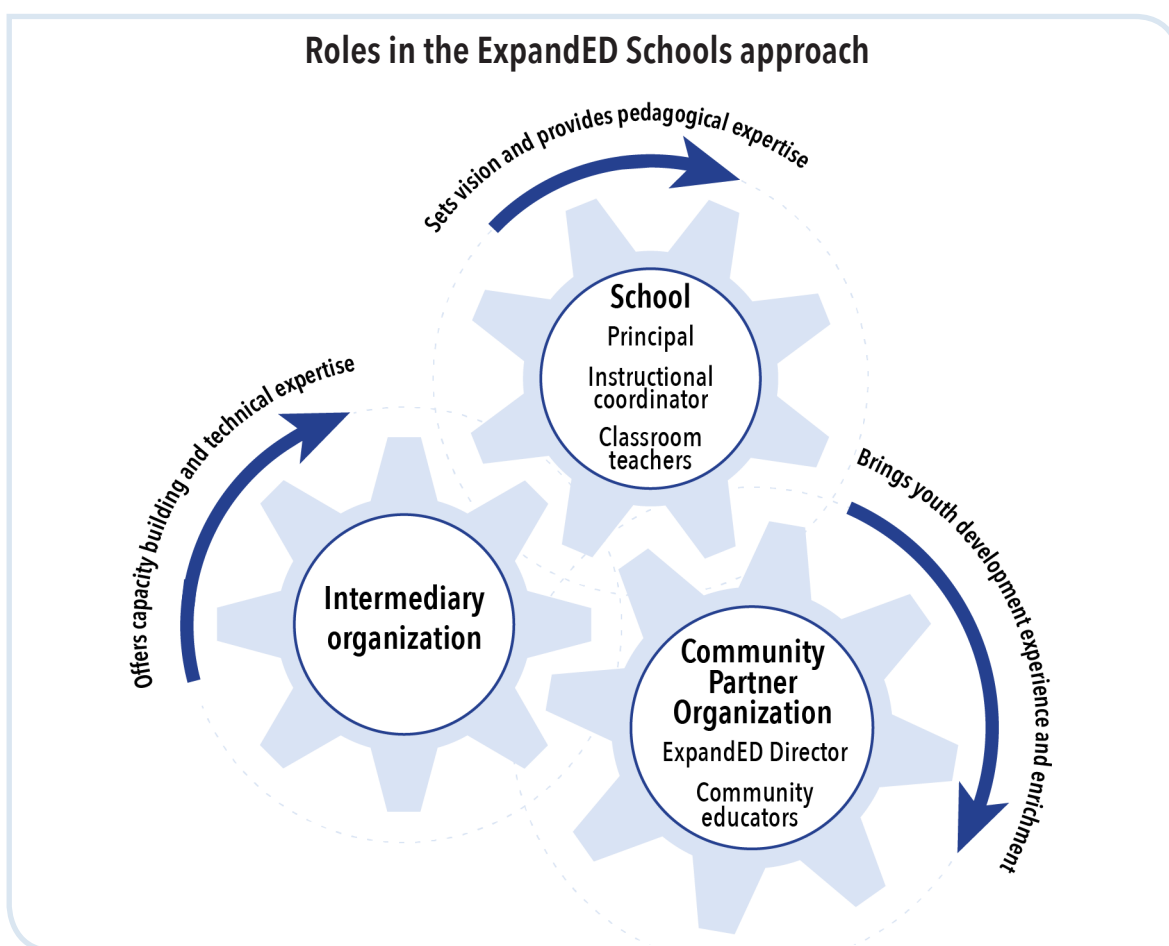 Roles in the ExpandED Schools approach
Sets vision and provides pedagogical expertise
School
Principal
Instructional
coordinator
Classroom
teachers
Offers capacity building and technical expertise
Intermediary
organization
Brings youth development experience and enrichment
Community
Partner
Organization
ExpandED Director
Community
educators